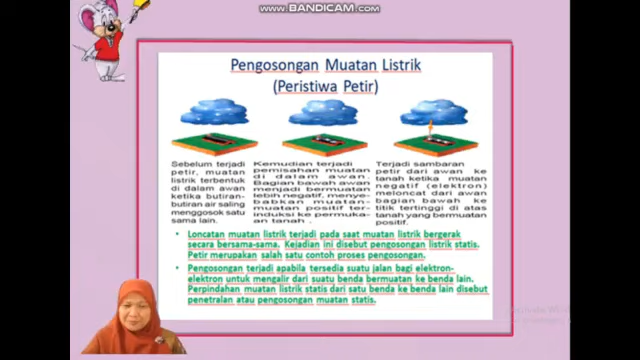 WWW.BANDICAM.COM
Pengosongan Muatan Listrik
(Peristiwa Petir)
Sebelum terjadi
petir, muatan
listrik terbentuk
di dalam awan
ketika butiran-
butiran air saling
menggosok satu
sama lain.
Kemudian terjadi
pemisahan muatan
di dalam awan.
Bagian bawah awan
menjadi bermuatan
lebih negatif, menye-
babkan muatan-
muatan positif ter-
induksi ke permuka-
an tanah.
Terjadi sambaran
petir dari awan ke
tanah ketika muatan
negatif (elektron)
meloncat dari awan
bagian bawah ke
titik tertinggi di atas
tanah yang bermuatan
positif.
• Loncatan muatan listrik terjadi pada saat muatan listrik bergerak
secara bersama-sama. Kejadian ini disebut pengosongan listrik statis.
Petir merupakan salah satu contoh proses pengosongan.
• Pengosongan terjadi apabila tersedia suatu jalan bagi elektron-
elektron untuk mengalir dari suatu benda bermuatan ke benda lain.
Perpindahan muatan listrik statis dari satu benda ke benda lain disebut
penetralan atau pengosongan muatan statis.